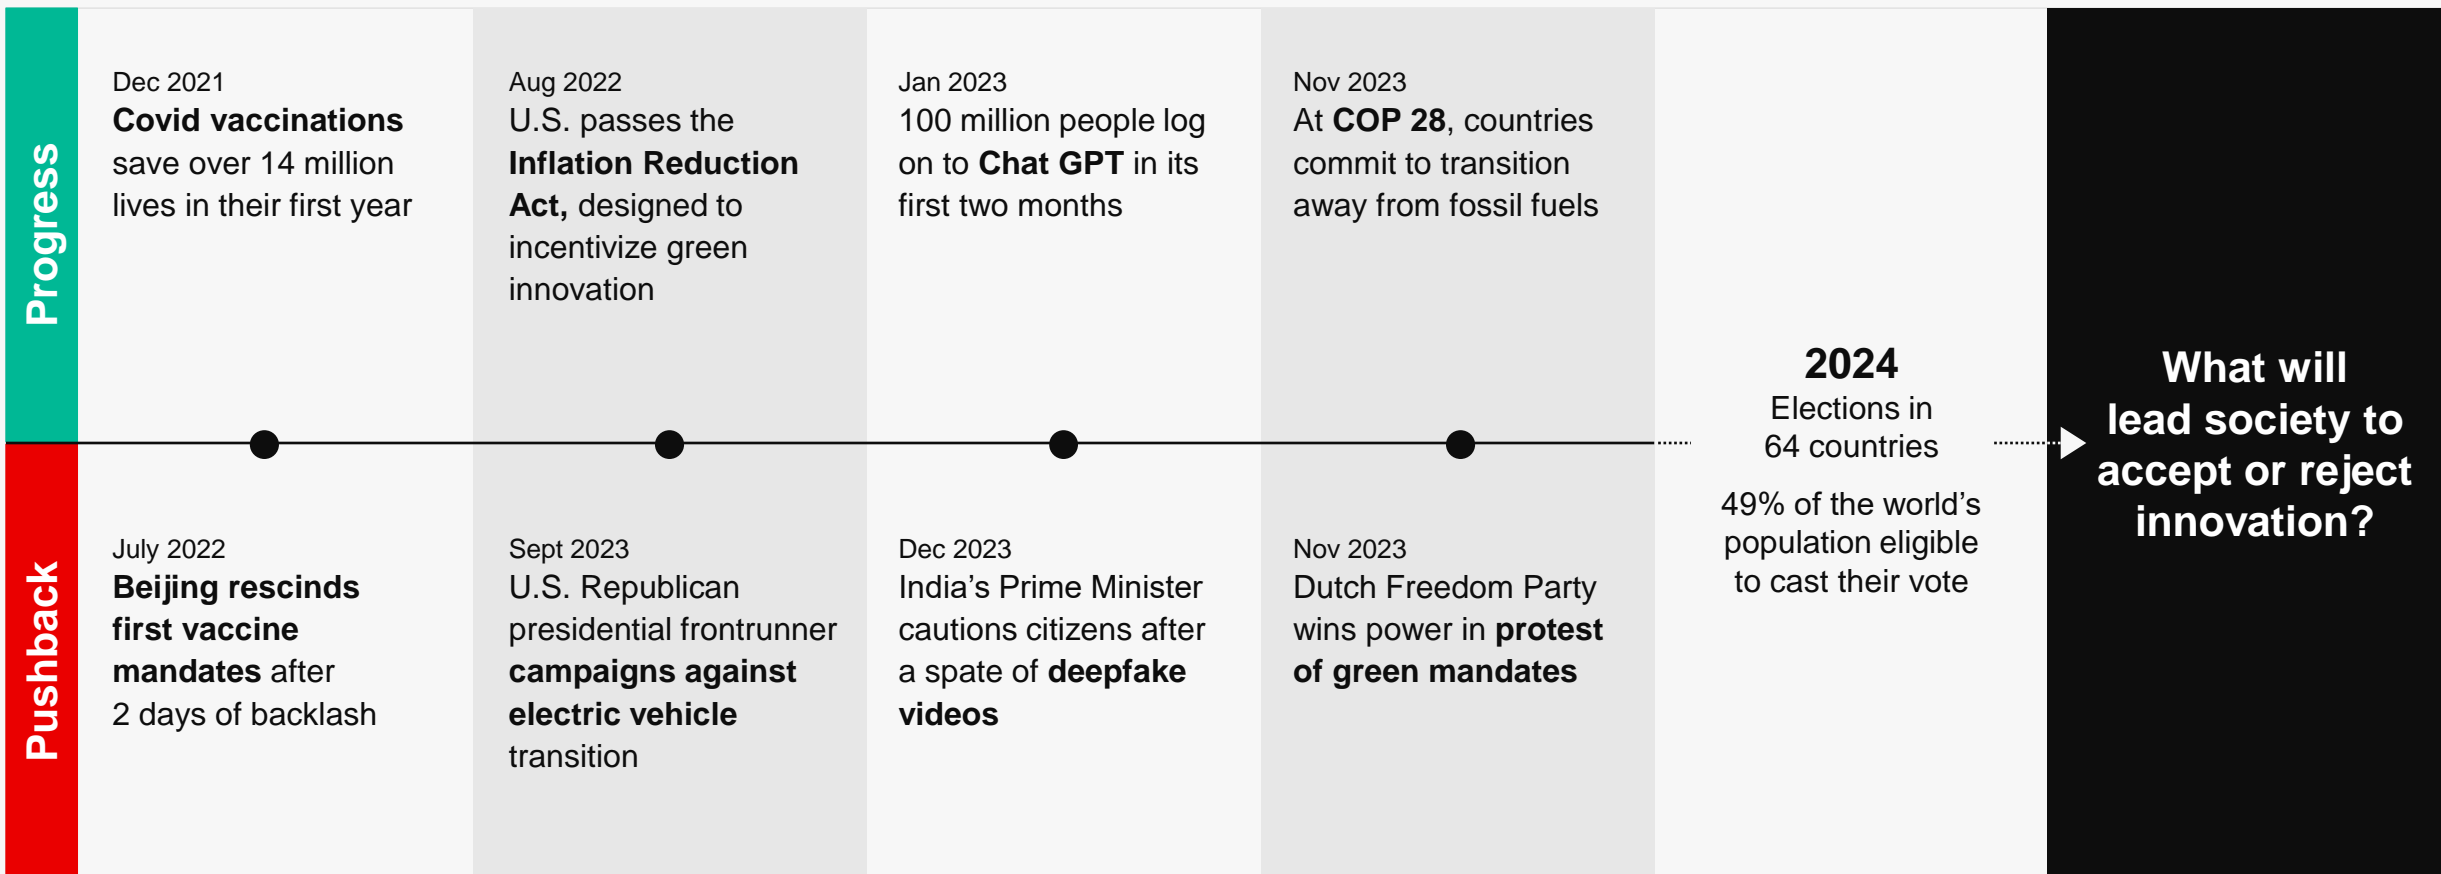 Progress
Dec 2021
Covid vaccinations
save over 14 million
lives in their first year
Aug 2022
U.S. passes the
Inflation Reduction
Act, designed to
incentivize green
innovation
Jan 2023
100 million people log
on to Chat GPT in its
first two months
Nov 2023
At COP 28, countries
commit to transition
away from fossil fuels
Pushback
July 2022
Beijing rescinds
first vaccine
mandates after
2 days of backlash
Sept 2023
U.S. Republican
presidential frontrunner
campaigns against
electric vehicle
transition
Dec 2023
India’s Prime Minister
cautions citizens after
a spate of deepfake
videos
Nov 2023
Dutch Freedom Party
wins power in protest
of green mandates
2024
Elections in
64 countries
49% of the world’s
population eligible
to cast their vote
What will
lead society to
accept or reject
innovation?